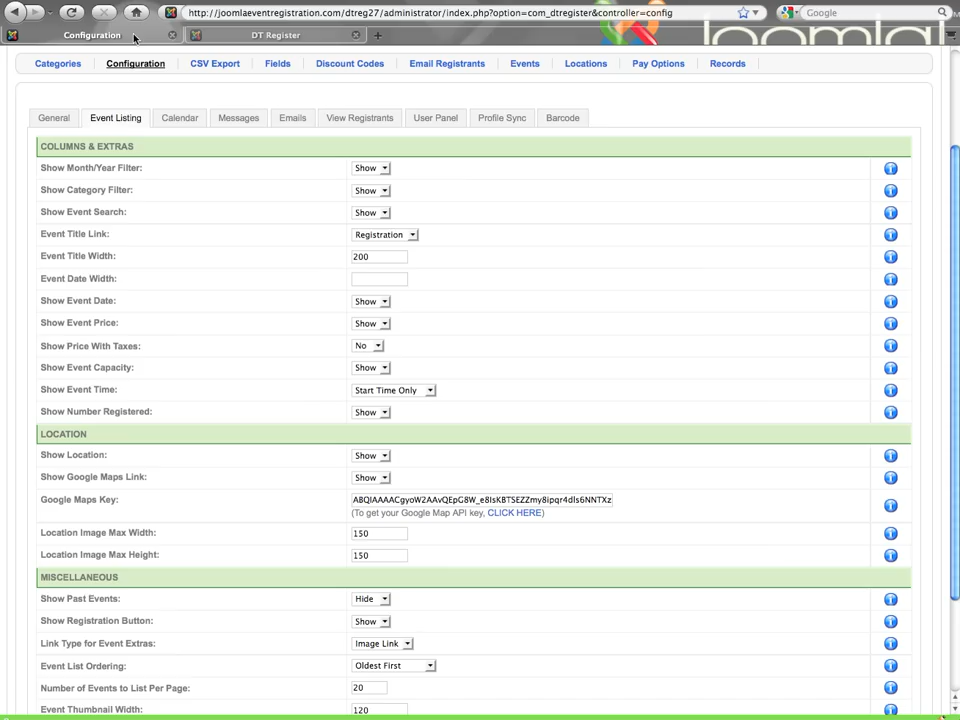 http://joomlaeventregistration.com/dtreg27/administrator/index.php?option=com_dtregister&controller=config
Google
Configuration
DT Register
Joomla!
Categories
Configuration
CSV Export
Fields
Discount Codes
Email Registrants
Events
Locations
Pay Options
Records
General
Event Listing
Calendar
Messages
Emails
View Registrants
User Panel
Profile Sync
Barcode
COLUMNS & EXTRAS
Show Month/Year Filter: Show
Show Category Filter: Show
Show Event Search: Show
Event Title Link: Registration
Event Title Width: 200
Event Date Width:
Show Event Date: Show
Show Event Price: Show
Show Price With Taxes: No
Show Event Capacity: Show
Show Event Time: Start Time Only
Show Number Registered: Show
LOCATION
Show Location: Show
Show Google Maps Link: Show
Google Maps Key: ABQIAAAACgyoW2AAvQEpG8W_e8IsKBTSEZZmy8ipqr4dls6NNTXz
(To get your Google Map API key, CLICK HERE)
Location Image Max Width: 150
Location Image Max Height: 150
MISCELLANEOUS
Show Past Events: Hide
Show Registration Button: Show
Link Type for Event Extras: Image Link
Event List Ordering: Oldest First
Number of Events to List Per Page: 20
Event Thumbnail Width: 120